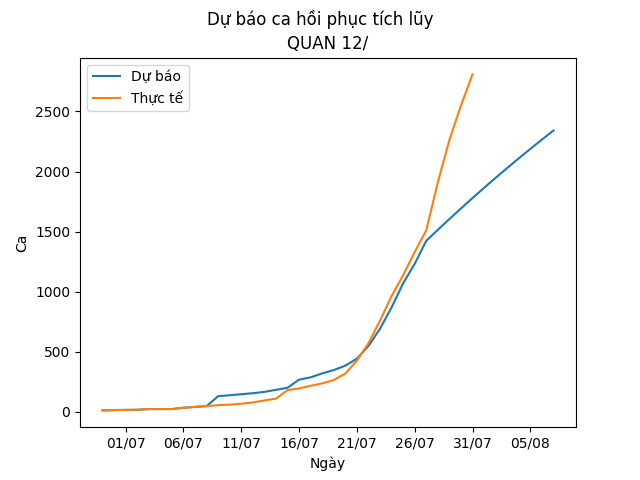 Dự báo ca hồi phục tích lũy
QUAN 12/
Dự báo
Thực tế
2500
2000
1500
1000
500
0
Ca
01/07 06/07 11/07 16/07 21/07 26/07 31/07 05/08
Ngày